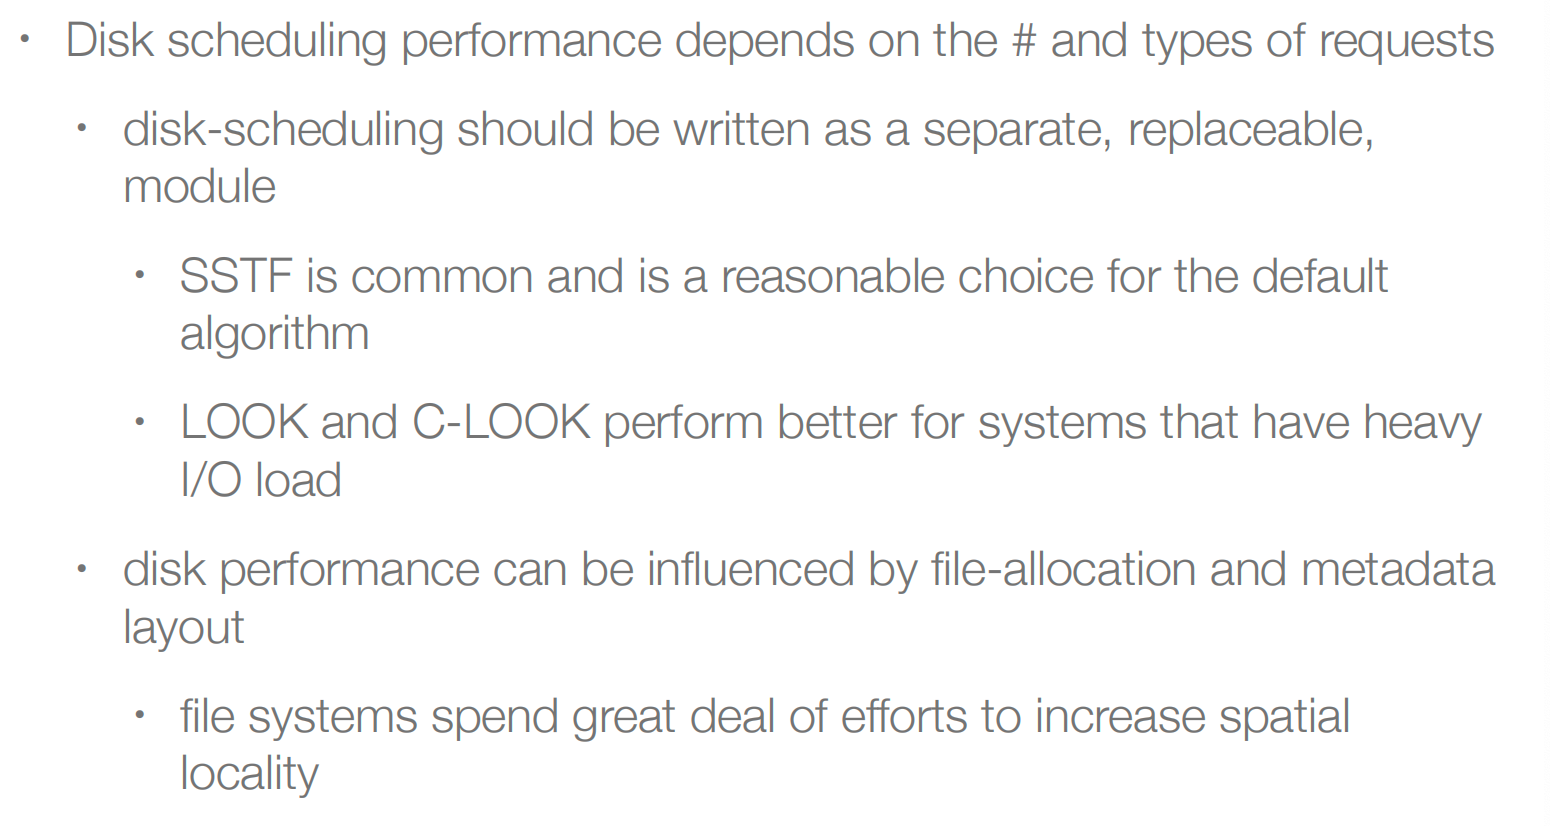 • Disk scheduling performance depends on the # and types of requests
• disk-scheduling should be written as a separate, replaceable,
module
• SSTF is common and is a reasonable choice for the default
algorithm
• LOOK and C-LOOK perform better for systems that have heavy
I/O load
• disk performance can be influenced by file-allocation and metadata
layout
• file systems spend great deal of efforts to increase spatial
locality